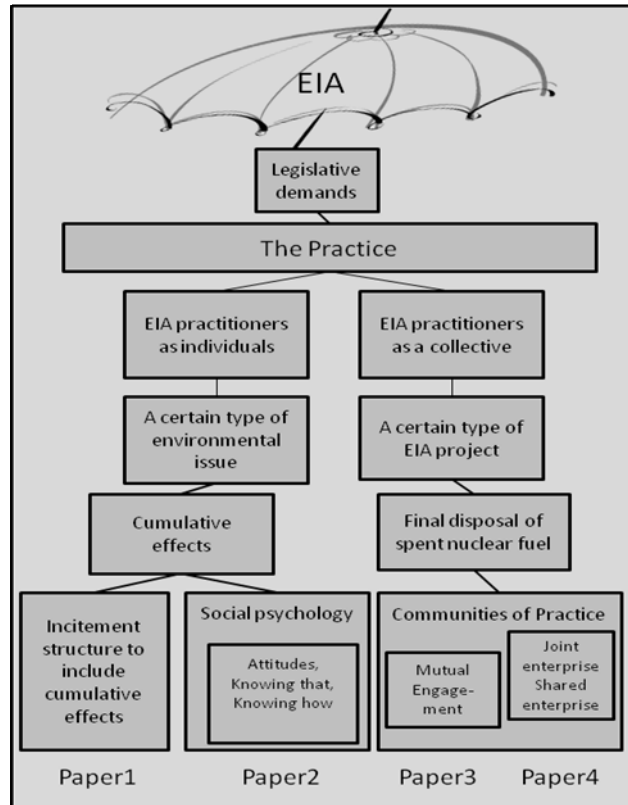 EIA
Legislative
demands
The Practice
EIA practitioners
as individuals
EIA practitioners
as a collective
A certain type of
environmental
issue
A certain type of
EIA project
Cumulative
effects
Final disposal of
spent nuclear fuel
Incitement
structure to
include
cumulative
effects
Social psychology
Attitudes,
Knowing that,
Knowing how
Communities of Practice
Mutual
Engage-
ment
Joint
enterprise
Shared
enterprise
Paper1
Paper2
Paper3
Paper4